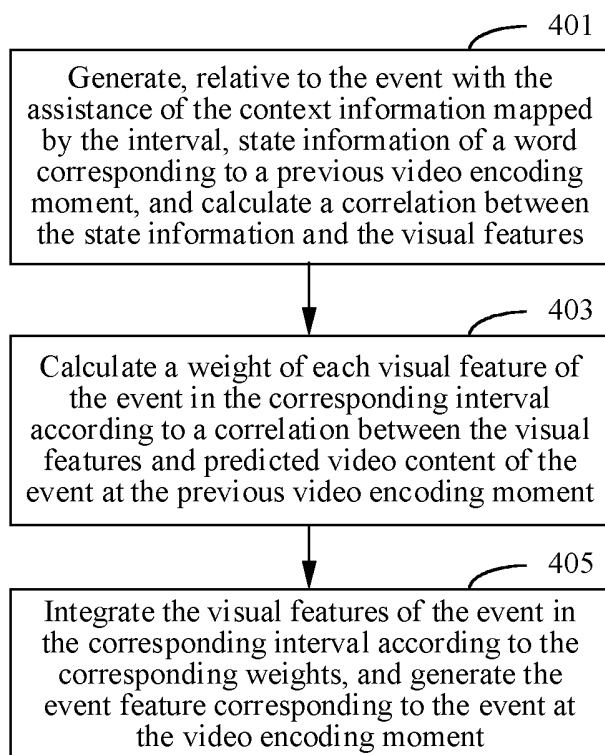 401
Generate, relative to the event with the
assistance of the context information mapped
by the interval, state information of a word
corresponding to a previous video encoding
moment, and calculate a correlation between
the state information and the visual features
403
Calculate a weight of each visual feature of
the event in the corresponding interval
according to a correlation between the visual
features and predicted video content of the
event at the previous video encoding moment
405
Integrate the visual features of the event in
the corresponding interval according to the
corresponding weights, and generate the
event feature corresponding to the event at
the video encoding moment